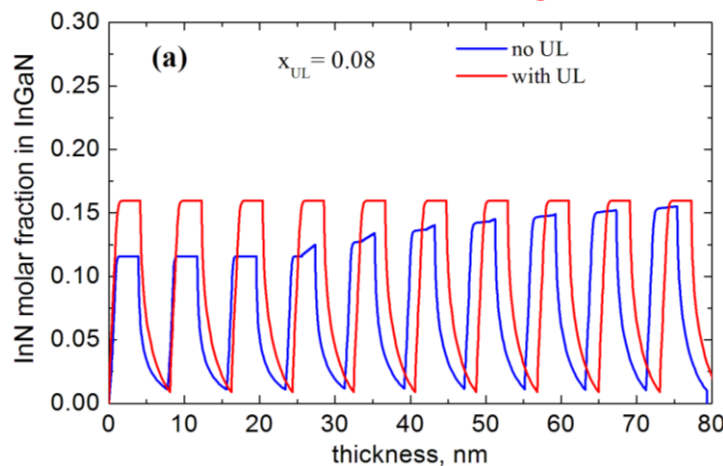 (a)
x_UL = 0.08
no UL
with UL
InN molar fraction in InGaN
0.30
0.25
0.20
0.15
0.10
0.05
0.00
0 10 20 30 40 50 60 70 80
thickness, nm